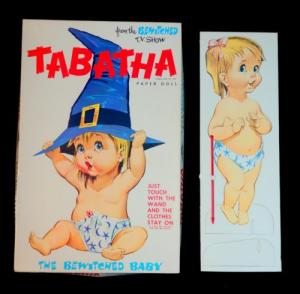 from the BEWITCHED
T.V. SHOW
TABATHA
PAPER DOLL
JUST
TOUCH WITH
THE WAND
AND THE
CLOTHES
STAY ON
THE BEWITCHED BABY